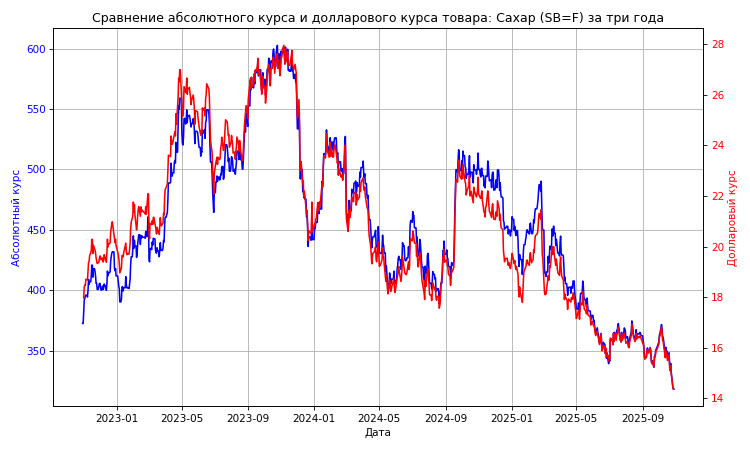 Сравнение абсолютного курса и долларового курса товара: Сахар (SB=F) за три года
600
550
500
450
400
350
Абсолютный курс
28
26
24
22
20
18
16
14
Долларовый курс
2023-01 2023-05 2023-09 2024-01 2024-05 2024-09 2025-01 2025-05 2025-09
Дата